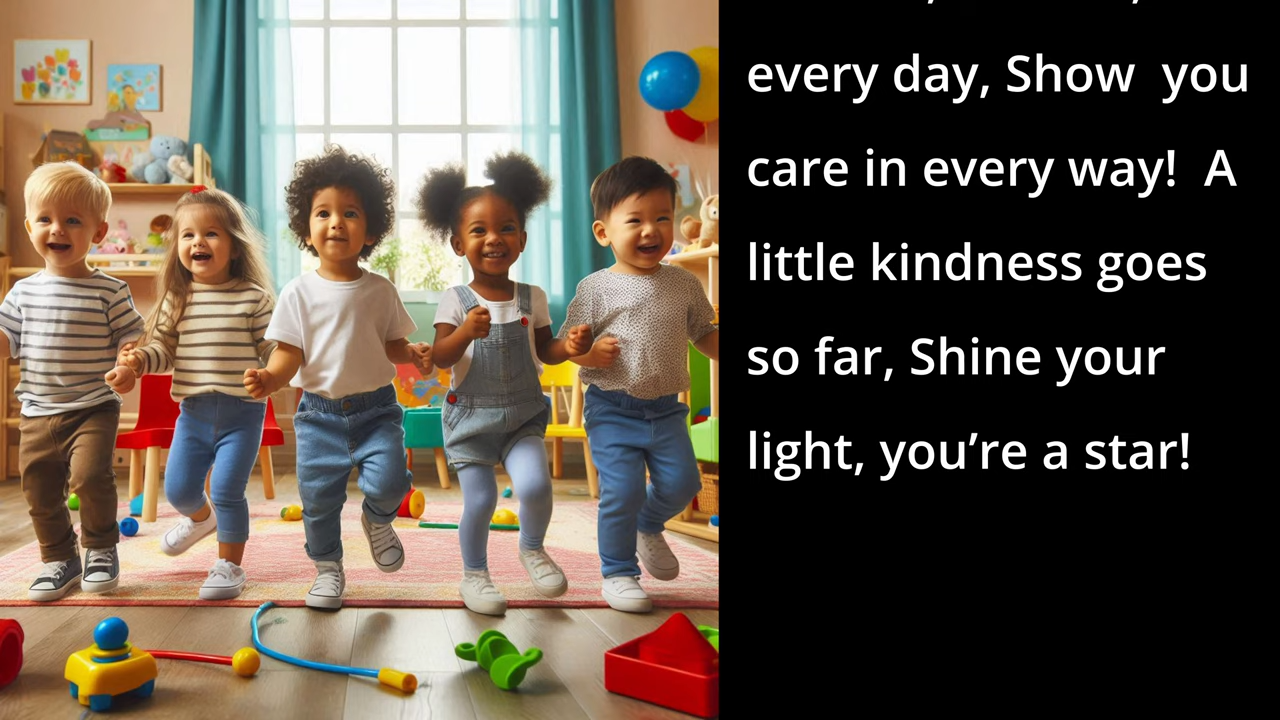 every day, Show  you
care in every way!  A
little kindness goes
so far, Shine your
light, you’re a star!